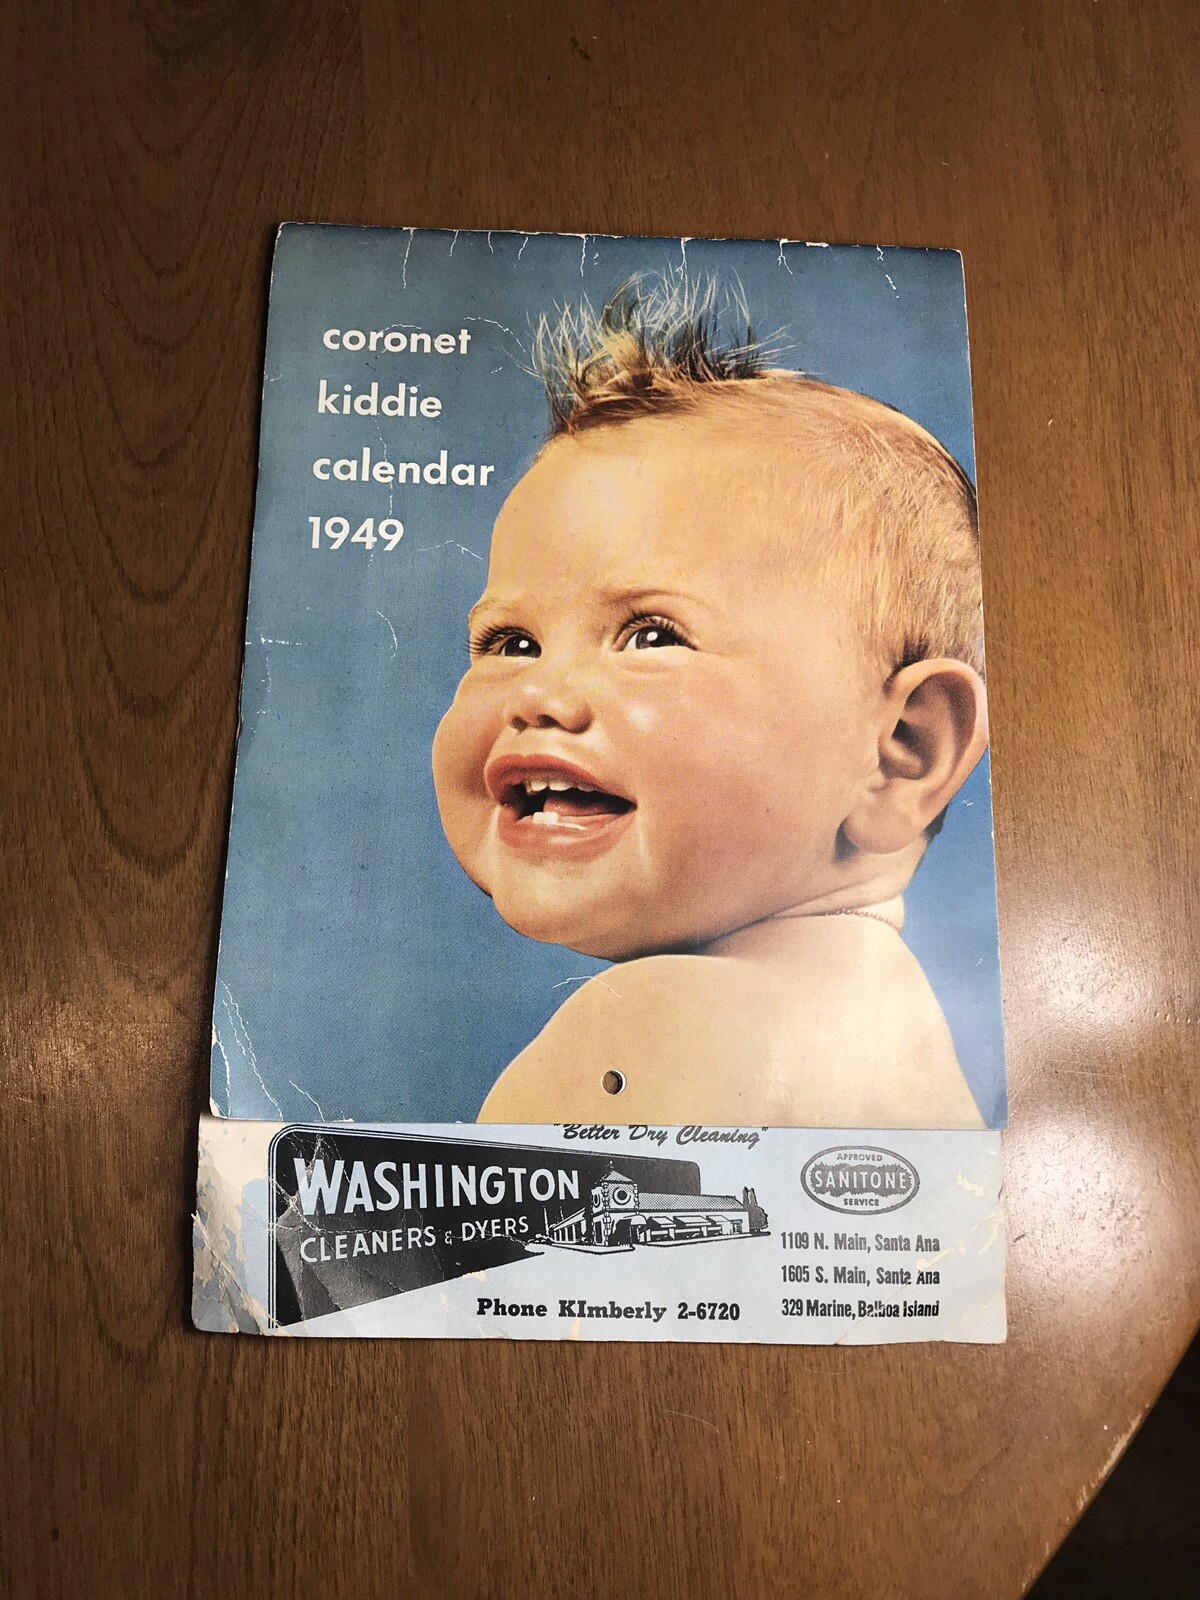 coronet
kiddie
calendar
1949
"Better Dry Cleaning"
WASHINGTON
CLEANERS & DYERS
Phone KImberly 2-6720
APPROVED
SANITONE
SERVICE
1109 N. Main, Santa Ana
1605 S. Main, Santa Ana
329 Marine, Balboa Island